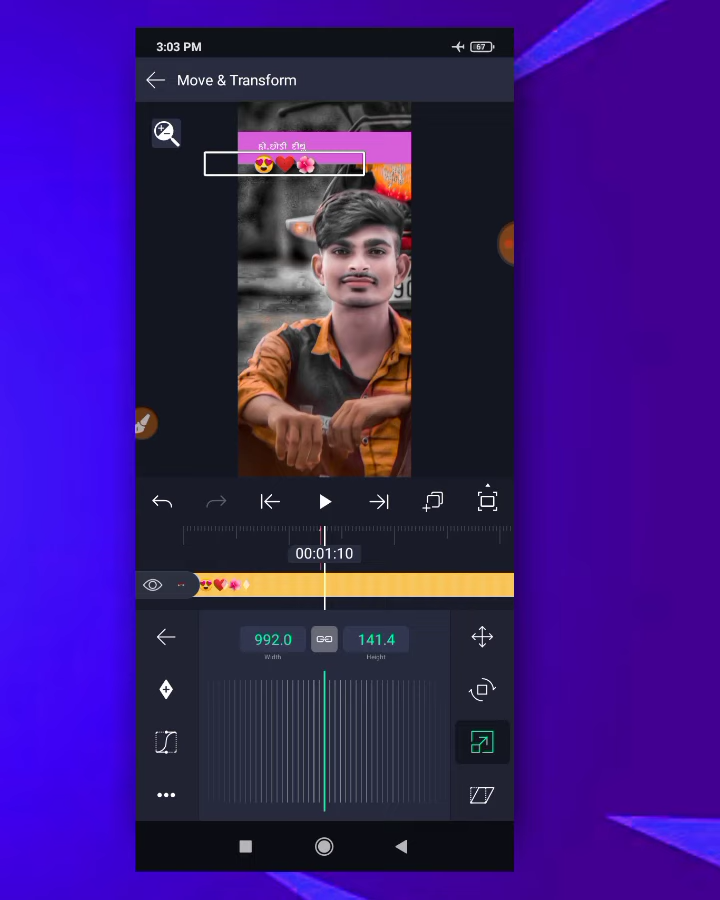 3:03 PM
67
Move & Transform
00:01:10
992.0
141.4
Width
Height